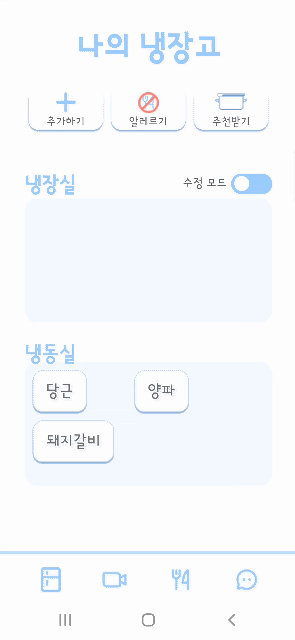 나의 냉장고
추가하기 알레르기 추천받기
냉장실 수정 모드
냉동실
당근 양파
돼지갈비